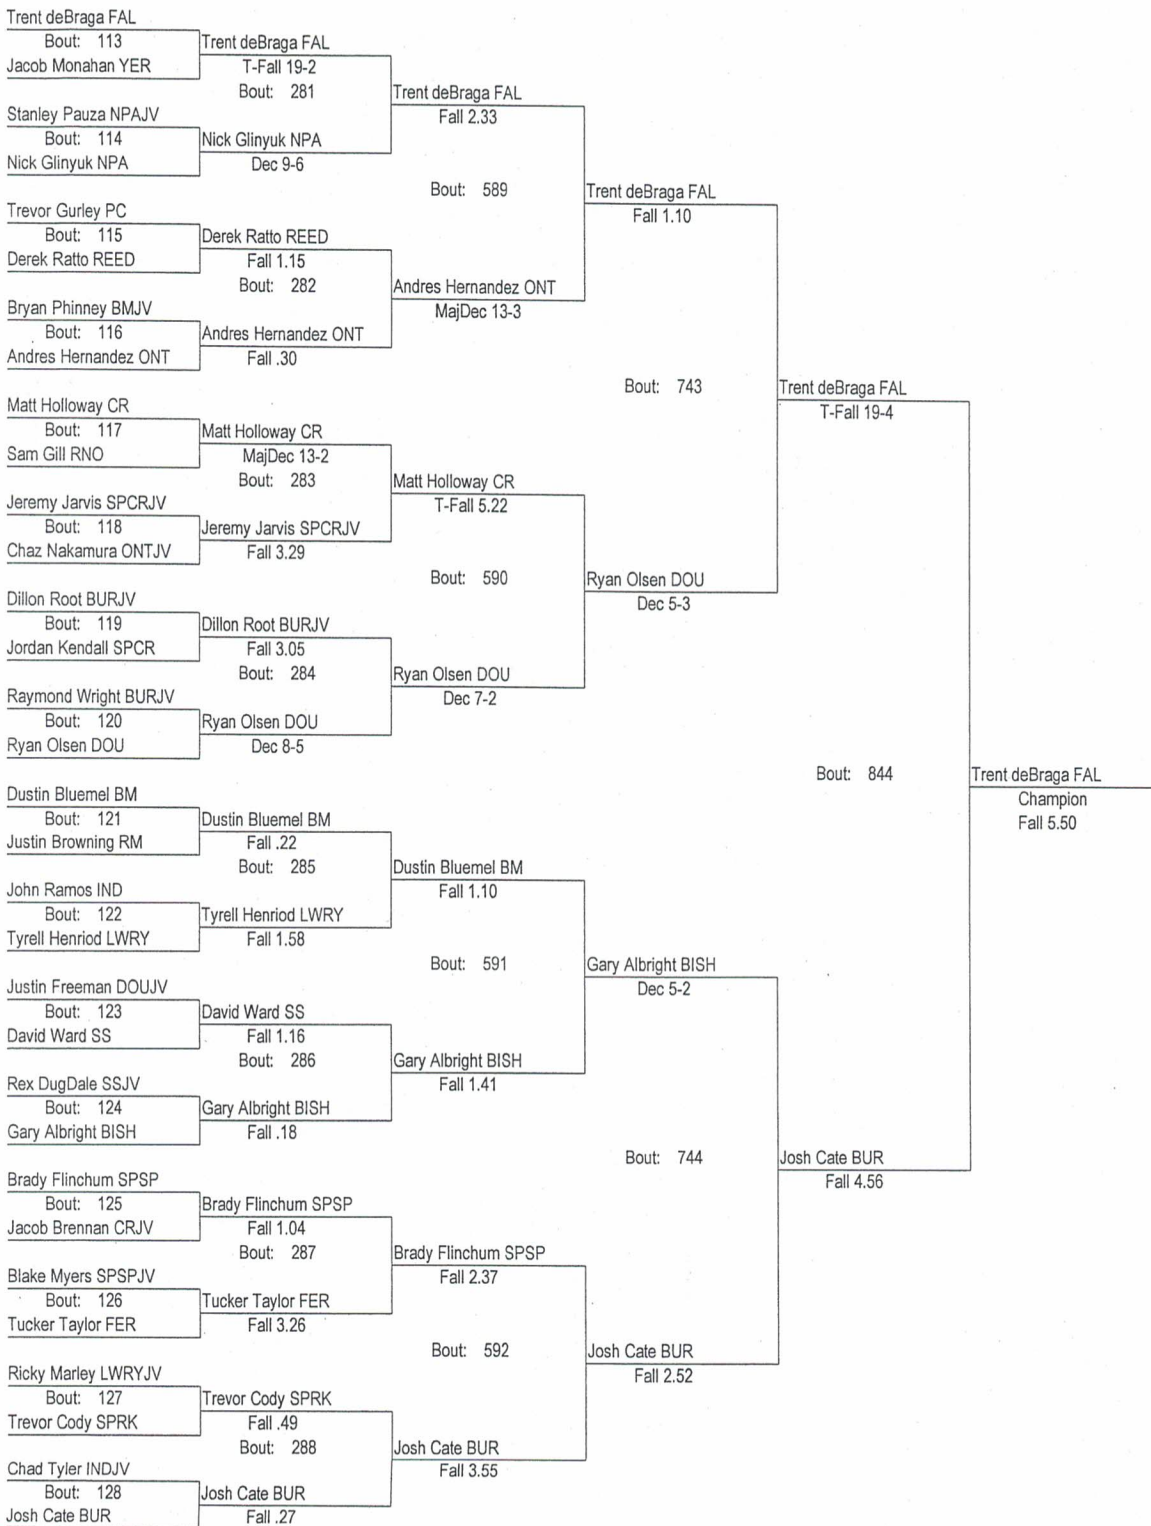 Trent deBraga FAL
Bout: 113
Jacob Monahan YER
Stanley Pauza NPAJV
Bout: 114
Nick Glinyuk NPA
Trevor Gurley PC
Bout: 115
Derek Ratto REED
Bryan Phinney BMJV
Bout: 116
Andres Hernandez ONT
Matt Holloway CR
Bout: 117
Sam Gill RNO
Jeremy Jarvis SPCRJV
Bout: 118
Chaz Nakamura ONTJV
Dillon Root BURJV
Bout: 119
Jordan Kendall SPCR
Raymond Wright BURJV
Bout: 120
Ryan Olsen DOU
Dustin Bluemel BM
Bout: 121
Justin Browning RM
John Ramos IND
Bout: 122
Tyrell Henriod LWRY
Justin Freeman DOUJV
Bout: 123
David Ward SS
Rex DugDale SSJV
Bout: 124
Gary Albright BISH
Brady Flinchum SPSP
Bout: 125
Jacob Brennan CRJV
Blake Myers SPSPJV
Bout: 126
Tucker Taylor FER
Ricky Marley LWRYJV
Bout: 127
Trevor Cody SPRK
Chad Tyler INDJV
Bout: 128
Josh Cate BUR
Trent deBraga FAL
T-Fall 19-2
Bout: 281
Nick Glinyuk NPA
Dec 9-6
Derek Ratto REED
Fall 1.15
Bout: 282
Andres Hernandez ONT
Fall .30
Matt Holloway CR
MajDec 13-2
Bout: 283
Jeremy Jarvis SPCRJV
Fall 3.29
Dillon Root BURJV
Fall 3.05
Bout: 284
Ryan Olsen DOU
Dec 8-5
Dustin Bluemel BM
Fall .22
Bout: 285
Tyrell Henriod LWRY
Fall 1.58
David Ward SS
Fall 1.16
Bout: 286
Gary Albright BISH
Fall .18
Brady Flinchum SPSP
Fall 1.04
Bout: 287
Tucker Taylor FER
Fall 3.26
Trevor Cody SPRK
Fall .49
Bout: 288
Josh Cate BUR
Fall .27
Trent deBraga FAL
Fall 2.33
Bout: 589
Andres Hernandez ONT
MajDec 13-3
Matt Holloway CR
T-Fall 5.22
Bout: 590
Ryan Olsen DOU
Dec 7-2
Dustin Bluemel BM
Fall 1.10
Bout: 591
Gary Albright BISH
Fall 1.41
Brady Flinchum SPSP
Fall 2.37
Bout: 592
Josh Cate BUR
Fall 3.55
Trent deBraga FAL
Fall 1.10
Bout: 743
Ryan Olsen DOU
Dec 5-3
Gary Albright BISH
Dec 5-2
Bout: 744
Josh Cate BUR
Fall 2.52
Trent deBraga FAL
T-Fall 19-4
Bout: 844
Josh Cate BUR
Fall 4.56
Trent deBraga FAL
Champion
Fall 5.50